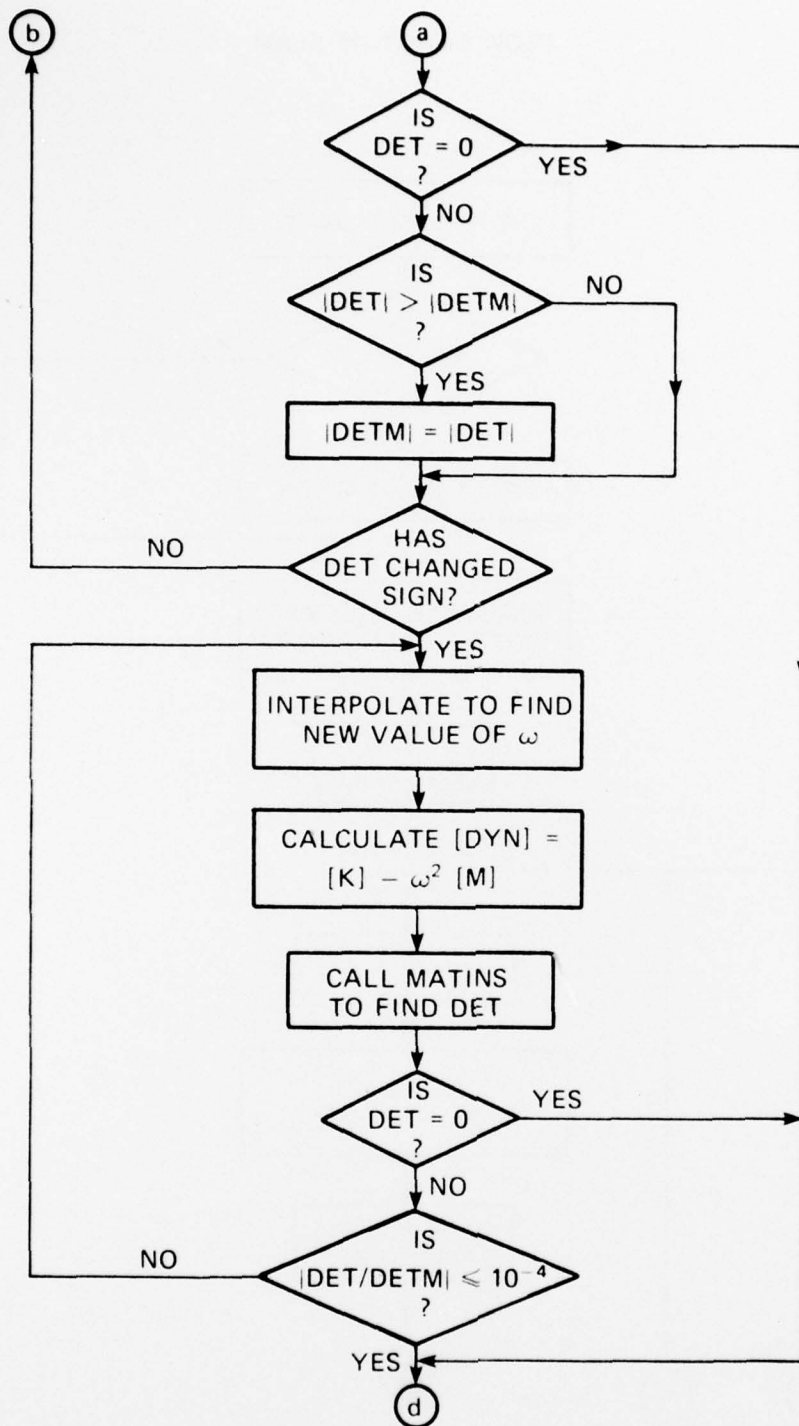 b
a
IS
DET = 0
?
YES
NO
IS
|DET| > |DETM|
?
NO
YES
|DETM| = |DET|
HAS
DET CHANGED
SIGN?
NO
YES
INTERPOLATE TO FIND
NEW VALUE OF ω
CALCULATE [DYN] =
[K] − ω² [M]
CALL MATINS
TO FIND DET
IS
DET = 0
?
YES
NO
IS
|DET/DETM| ⩽ 10⁻⁴
?
NO
YES
d